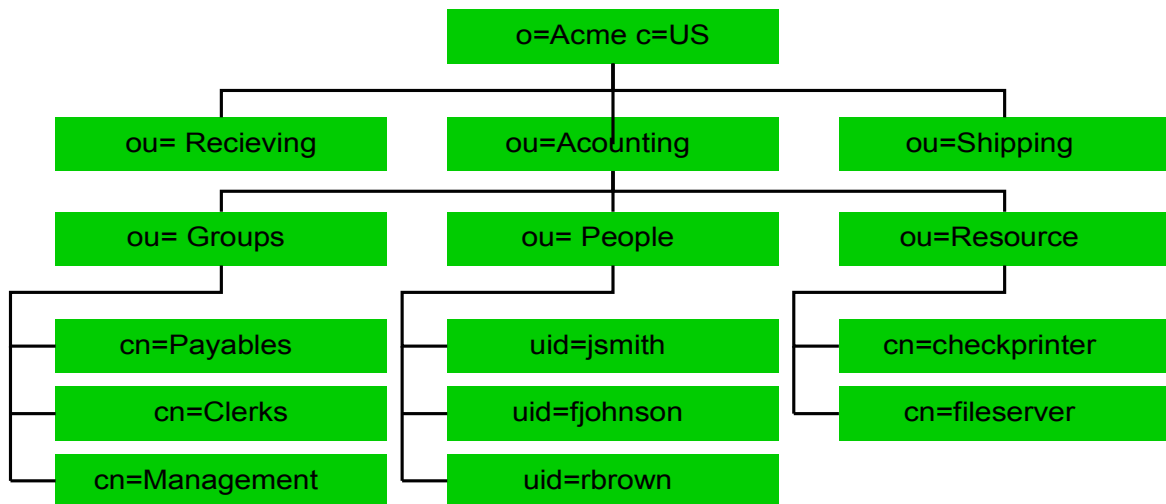 o=Acme c=US
ou= Recieving
ou=Acounting
ou=Shipping
ou= Groups
ou= People
ou=Resource
cn=Payables
uid=jsmith
cn=checkprinter
cn=Clerks
uid=fjohnson
cn=fileserver
cn=Management
uid=rbrown